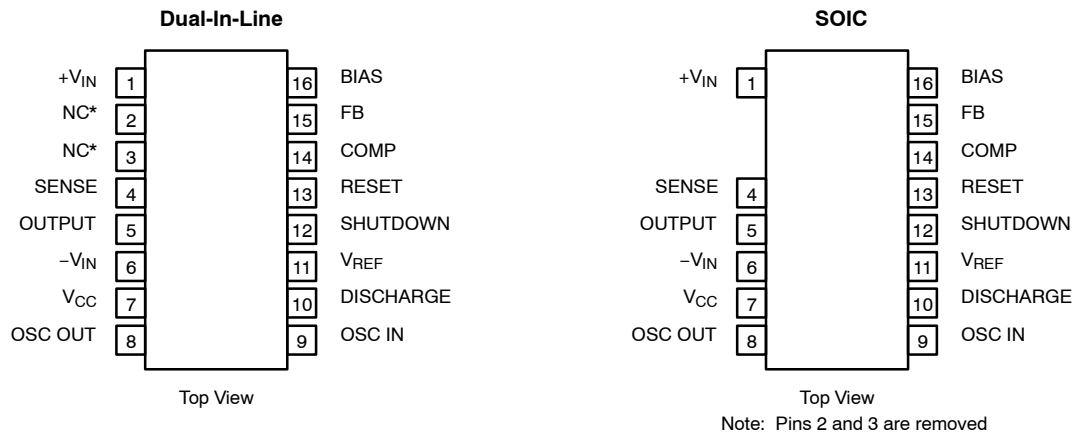 Dual-In-Line
+VIN 1 16 BIAS
NC* 2 15 FB
NC* 3 14 COMP
SENSE 4 13 RESET
OUTPUT 5 12 SHUTDOWN
−VIN 6 11 VREF
VCC 7 10 DISCHARGE
OSC OUT 8 9 OSC IN
Top View
SOIC
+VIN 1 16 BIAS
15 FB
14 COMP
SENSE 4 13 RESET
OUTPUT 5 12 SHUTDOWN
−VIN 6 11 VREF
VCC 7 10 DISCHARGE
OSC OUT 8 9 OSC IN
Top View
Note: Pins 2 and 3 are removed